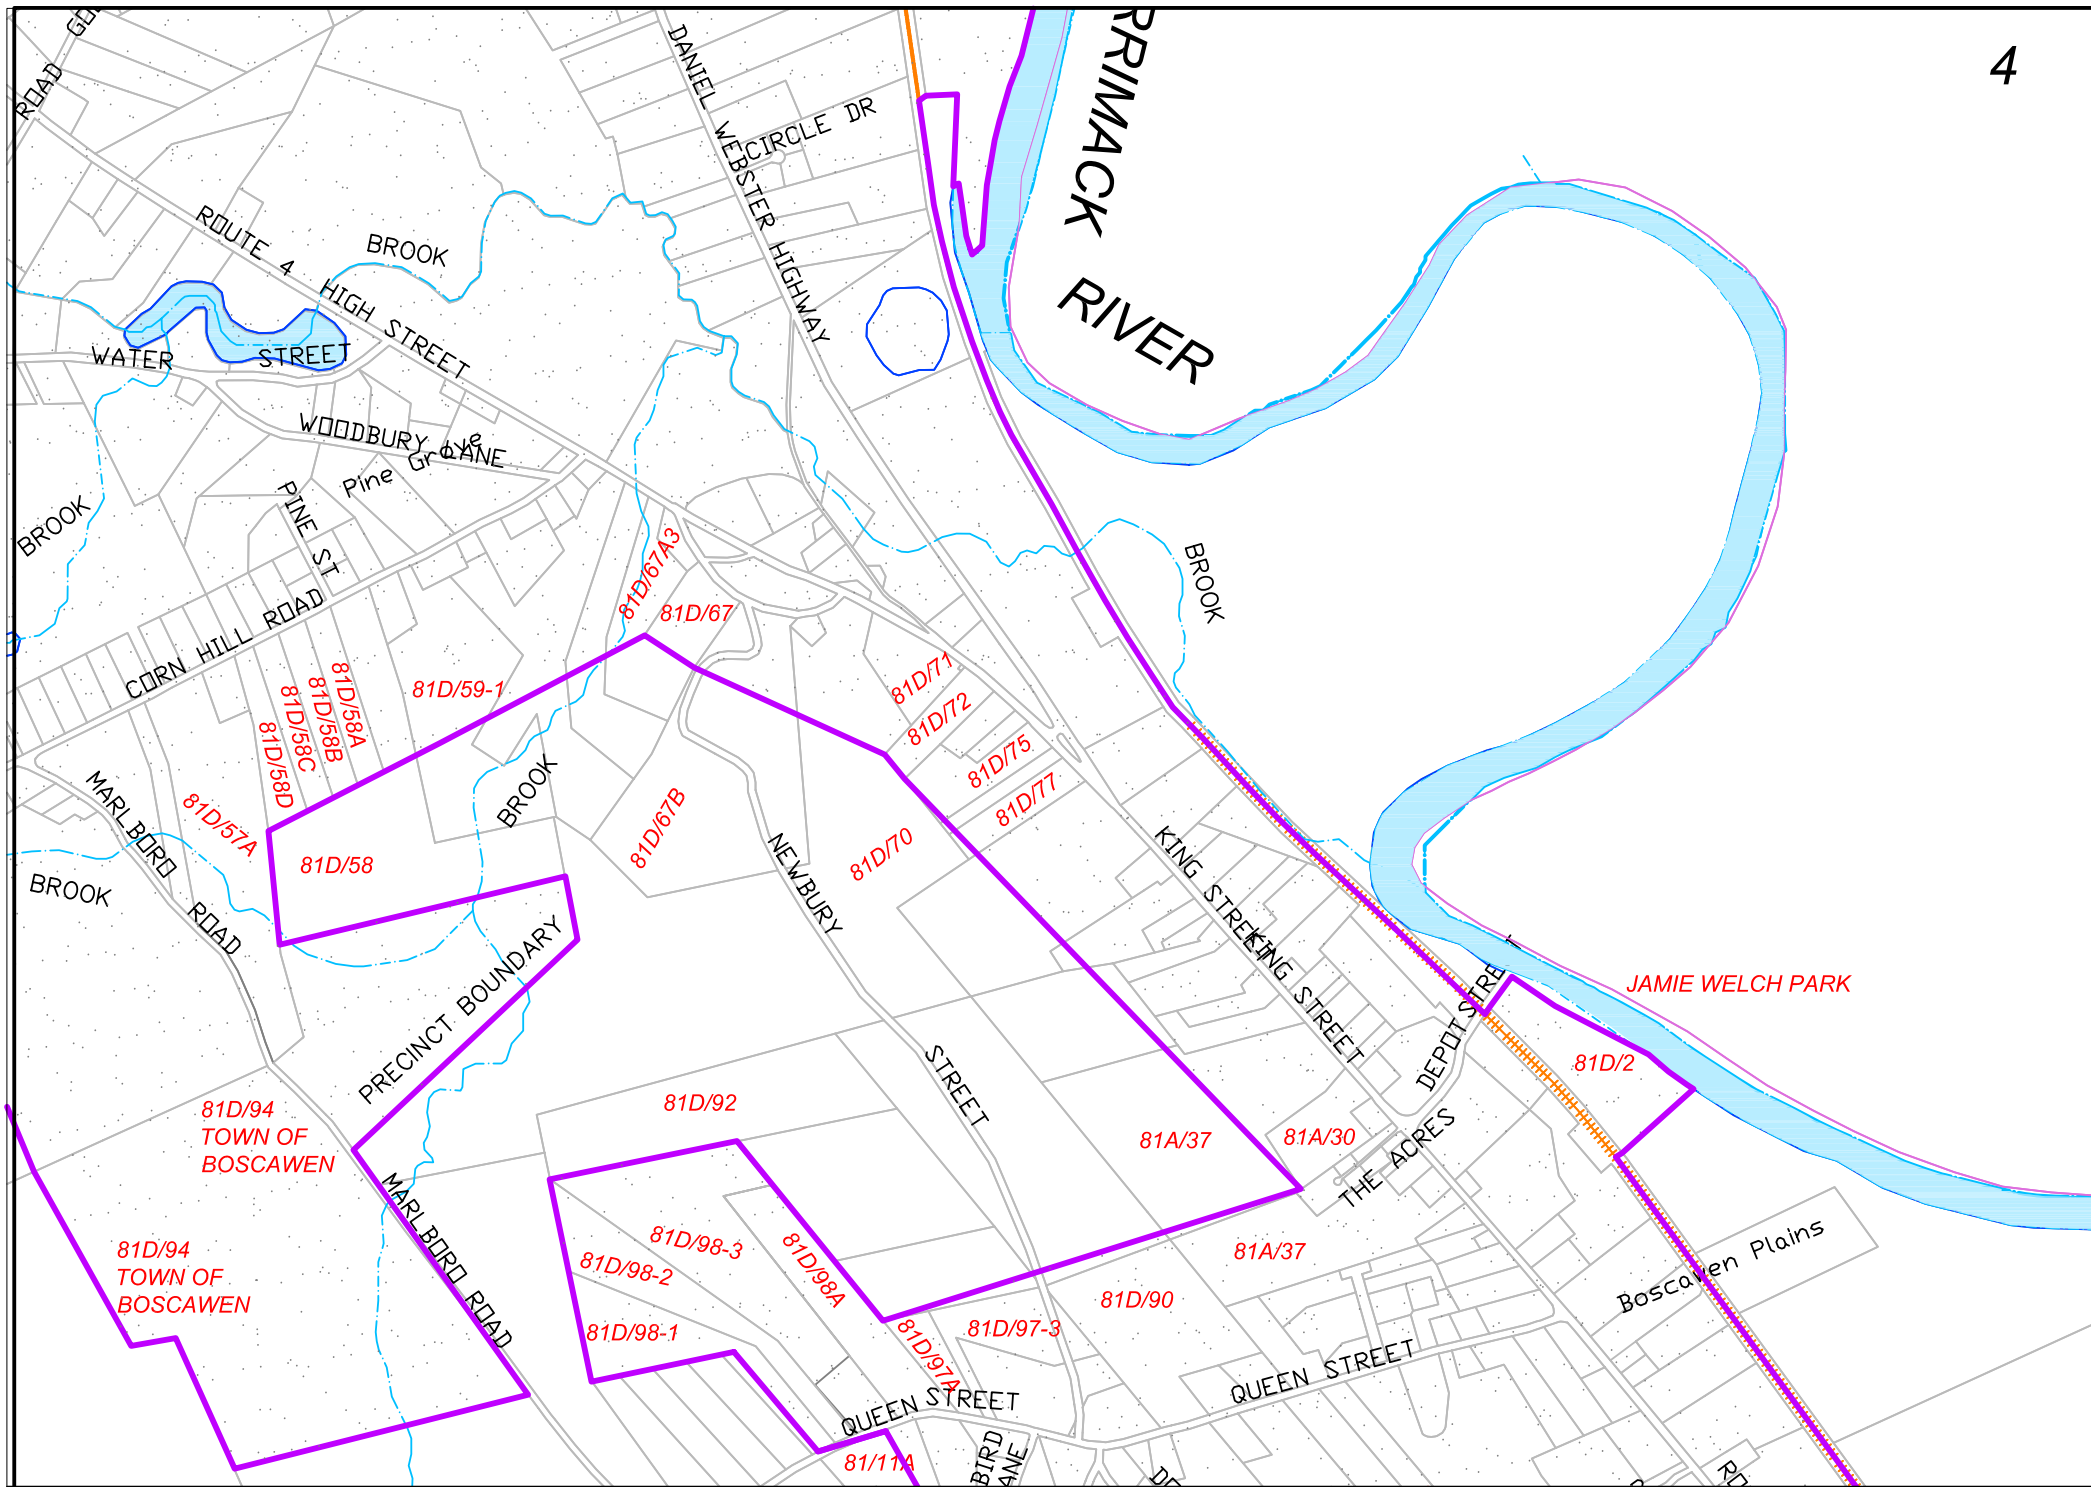 4
ROAD
DANIEL WEBSTER HIGHWAY
CIRCLE DR
RRIMACK
RIVER
ROUTE 4
HIGH STREET
BROOK
WATER STREET
WOODBURY LANE
Pine Grove
PINE ST
BROOK
BROOK
CORN HILL ROAD
81D/67A3
81D/67
81D/59-1
81D/58A
81D/58B
81D/58C
81D/58D
81D/57A
81D/58
81D/71
81D/72
81D/75
81D/77
81D/70
81D/67B
BROOK
MARLBORO ROAD
BROOK
NEWBURY STREET
KING STREET
KING STREET
DEPOT STREET
JAMIE WELCH PARK
81D/2
PRECINCT BOUNDARY
81D/94
TOWN OF
BOSCAWEN
81D/92
81A/37
81A/30
THE ACRES
81D/94
TOWN OF
BOSCAWEN
MARLBORO ROAD
81D/98-3
81D/98-2
81D/98-1
81D/98A
81A/37
81D/90
81D/97-3
81D/97A
Boscawen Plains
QUEEN STREET
QUEEN STREET
81/11A
BIRD